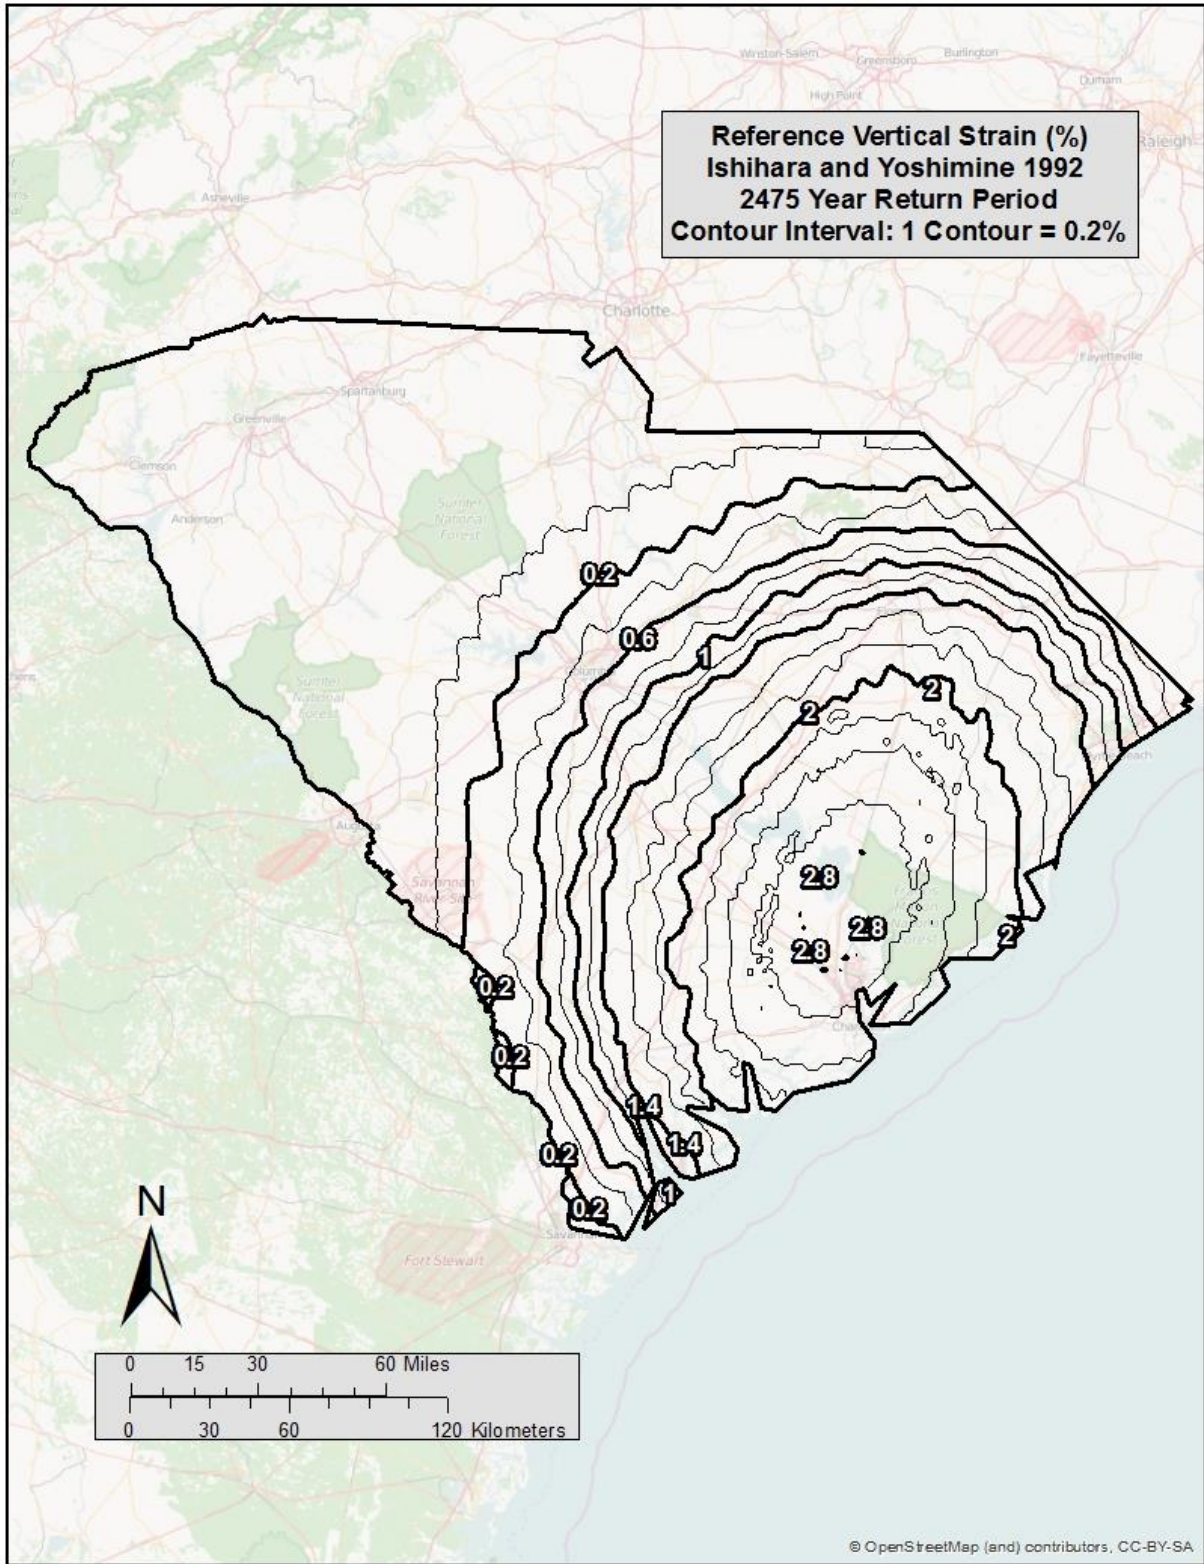 Winston-Salem
Greensboro
Burlington
Durham
High Point
Raleigh
Reference Vertical Strain (%)
Ishihara and Yoshimine 1992
2475 Year Return Period
Contour Interval: 1 Contour = 0.2%
Asheville
Charlotte
Fayetteville
Spartanburg
Greenville
Clemson
Anderson
Sumter
National
Forest
0.2
0.6
1
Sumter
National
Forest
2
2
2.8
Savannah
River Site
2.8
2.8
2
0.2
0.2
1.4
1.4
0.2
1
0.2
N
Fort Stewart
0 15 30 60 Miles
0 30 60 120 Kilometers
© OpenStreetMap (and) contributors, CC-BY-SA